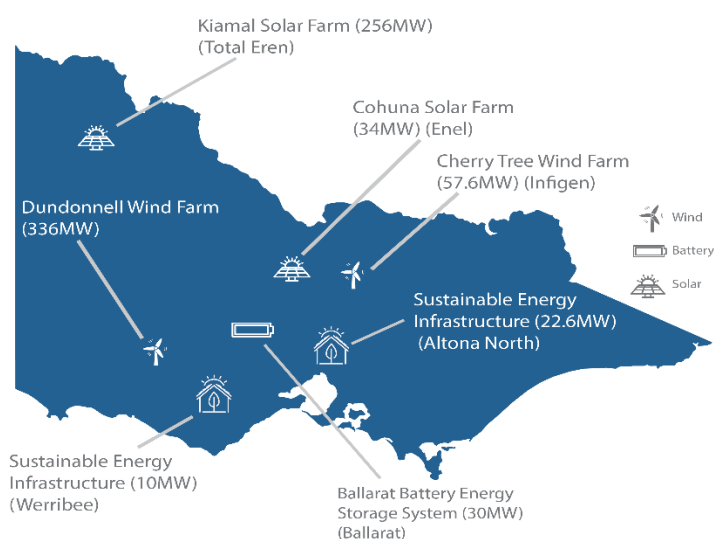 Kiamal Solar Farm (256MW)
(Total Eren)
Cohuna Solar Farm
(34MW) (Enel)
Cherry Tree Wind Farm
(57.6MW) (Infigen)
Dundonnell Wind Farm
(336MW)
Wind
Battery
Solar
Sustainable Energy
Infrastructure (22.6MW)
(Altona North)
Sustainable Energy
Infrastructure (10MW)
(Werribee)
Ballarat Battery Energy
Storage System (30MW)
(Ballarat)